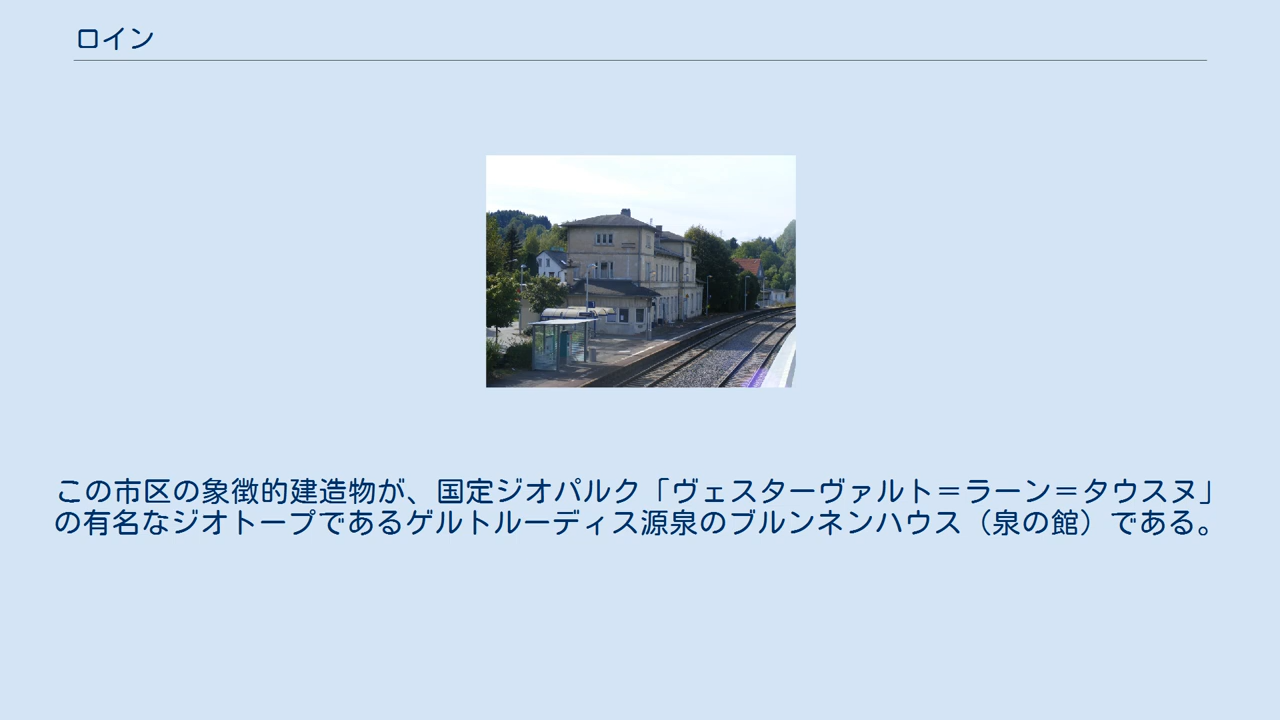 ロイン
この市区の象徴的建造物が、国定ジオパルク「ヴェスターヴァルト＝ラーン＝タウスヌ」
の有名なジオトープであるゲルトルーディス源泉のブルンネンハウス（泉の館）である。